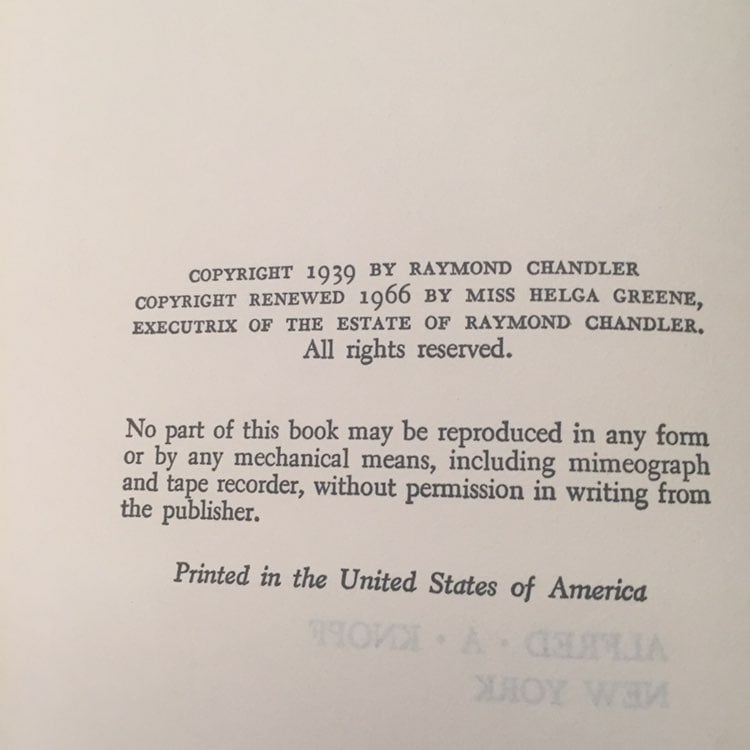 COPYRIGHT 1939 BY RAYMOND CHANDLER
COPYRIGHT RENEWED 1966 BY MISS HELGA GREENE,
EXECUTRIX OF THE ESTATE OF RAYMOND CHANDLER.
All rights reserved.
No part of this book may be reproduced in any form
or by any mechanical means, including mimeograph
and tape recorder, without permission in writing from
the publisher.
Printed in the United States of America
ALFRED · A · KNOPF
NEW YORK